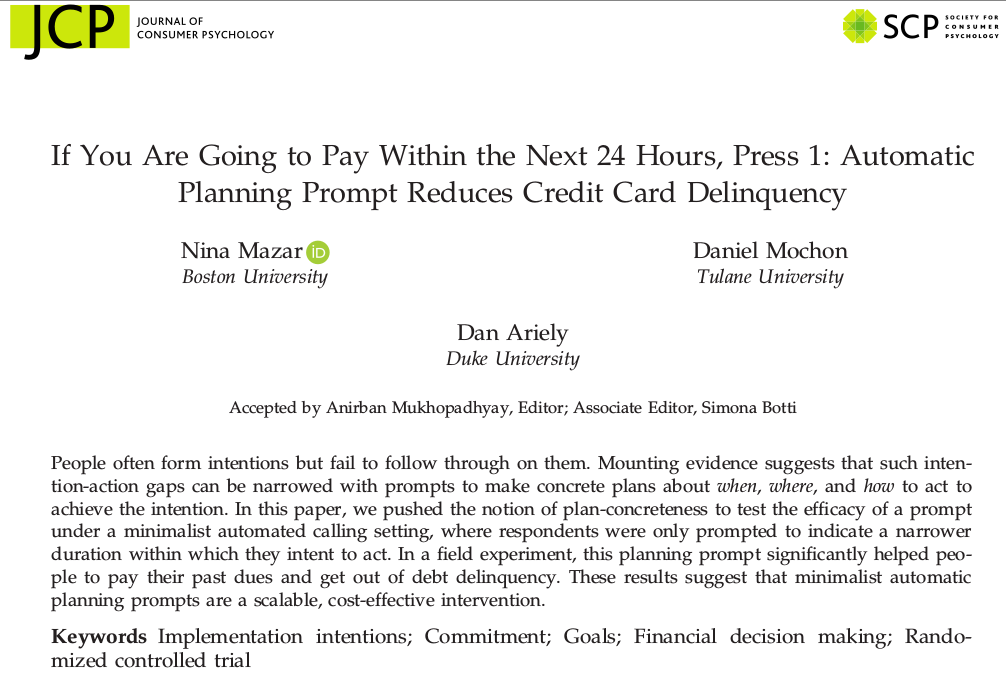 JCP
JOURNAL OF
CONSUMER PSYCHOLOGY
SCP
SOCIETY FOR
CONSUMER
PSYCHOLOGY
If You Are Going to Pay Within the Next 24 Hours, Press 1: Automatic
Planning Prompt Reduces Credit Card Delinquency
Nina Mazar iD
Boston University
Daniel Mochon
Tulane University
Dan Ariely
Duke University
Accepted by Anirban Mukhopadhyay, Editor; Associate Editor, Simona Botti
People often form intentions but fail to follow through on them. Mounting evidence suggests that such inten-
tion-action gaps can be narrowed with prompts to make concrete plans about when, where, and how to act to
achieve the intention. In this paper, we pushed the notion of plan-concreteness to test the efficacy of a prompt
under a minimalist automated calling setting, where respondents were only prompted to indicate a narrower
duration within which they intent to act. In a field experiment, this planning prompt significantly helped peo-
ple to pay their past dues and get out of debt delinquency. These results suggest that minimalist automatic
planning prompts are a scalable, cost-effective intervention.
Keywords Implementation intentions; Commitment; Goals; Financial decision making; Rando-
mized controlled trial